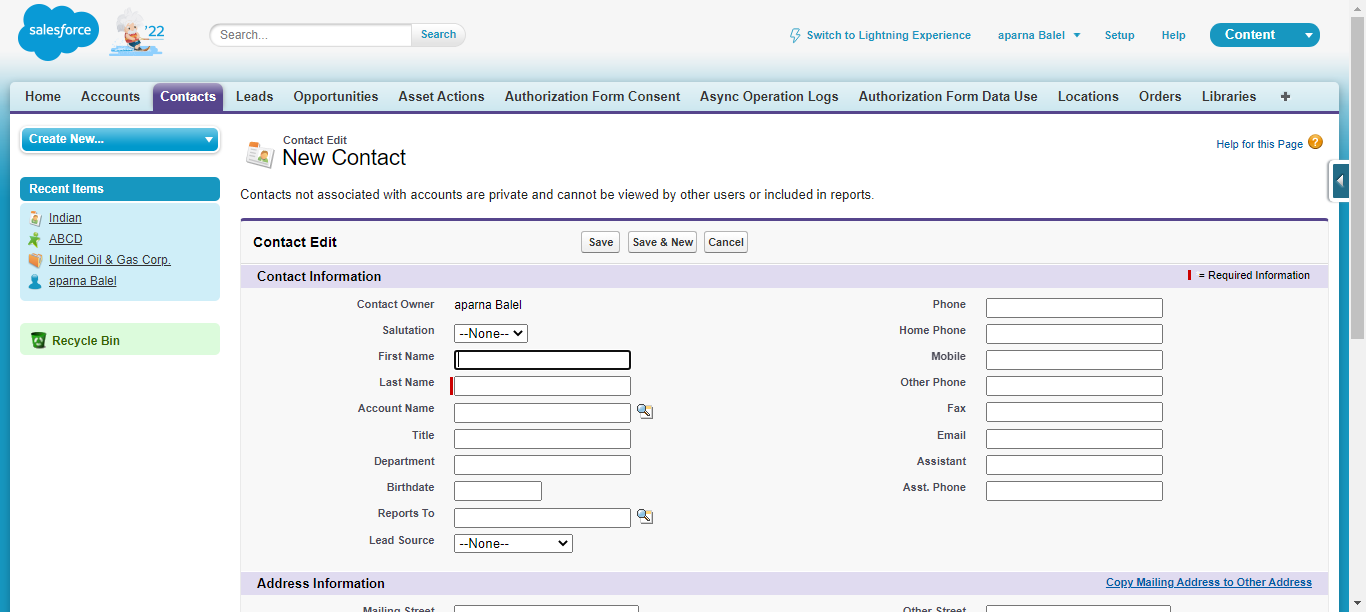 salesforce
'22
Search...
Search
Switch to Lightning Experience
aparna Balel
Setup
Help
Content
Home Accounts Contacts Leads Opportunities Asset Actions Authorization Form Consent Async Operation Logs Authorization Form Data Use Locations Orders Libraries +
Create New...
Recent Items
Indian
ABCD
United Oil & Gas Corp.
aparna Balel
Recycle Bin
Contact Edit
New Contact
Help for this Page ?
Contacts not associated with accounts are private and cannot be viewed by other users or included in reports.
Contact Edit
Save Save & New Cancel
Contact Information
= Required Information
Contact Owner aparna Balel
Salutation --None--
First Name
Last Name
Account Name
Title
Department
Birthdate
Reports To
Lead Source --None--
Phone
Home Phone
Mobile
Other Phone
Fax
Email
Assistant
Asst. Phone
Address Information
Copy Mailing Address to Other Address
Mailing Street
Other Street